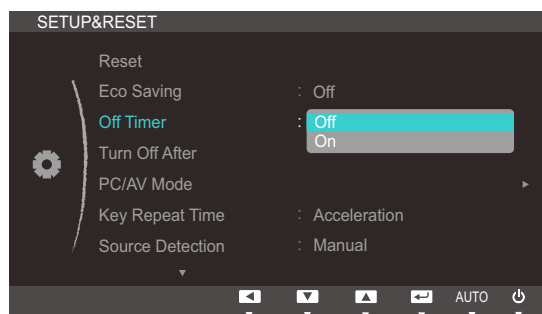 SETUP&RESET
Reset
Eco Saving : Off
Off Timer : Off
On
Turn Off After
PC/AV Mode
Key Repeat Time : Acceleration
Source Detection : Manual
AUTO